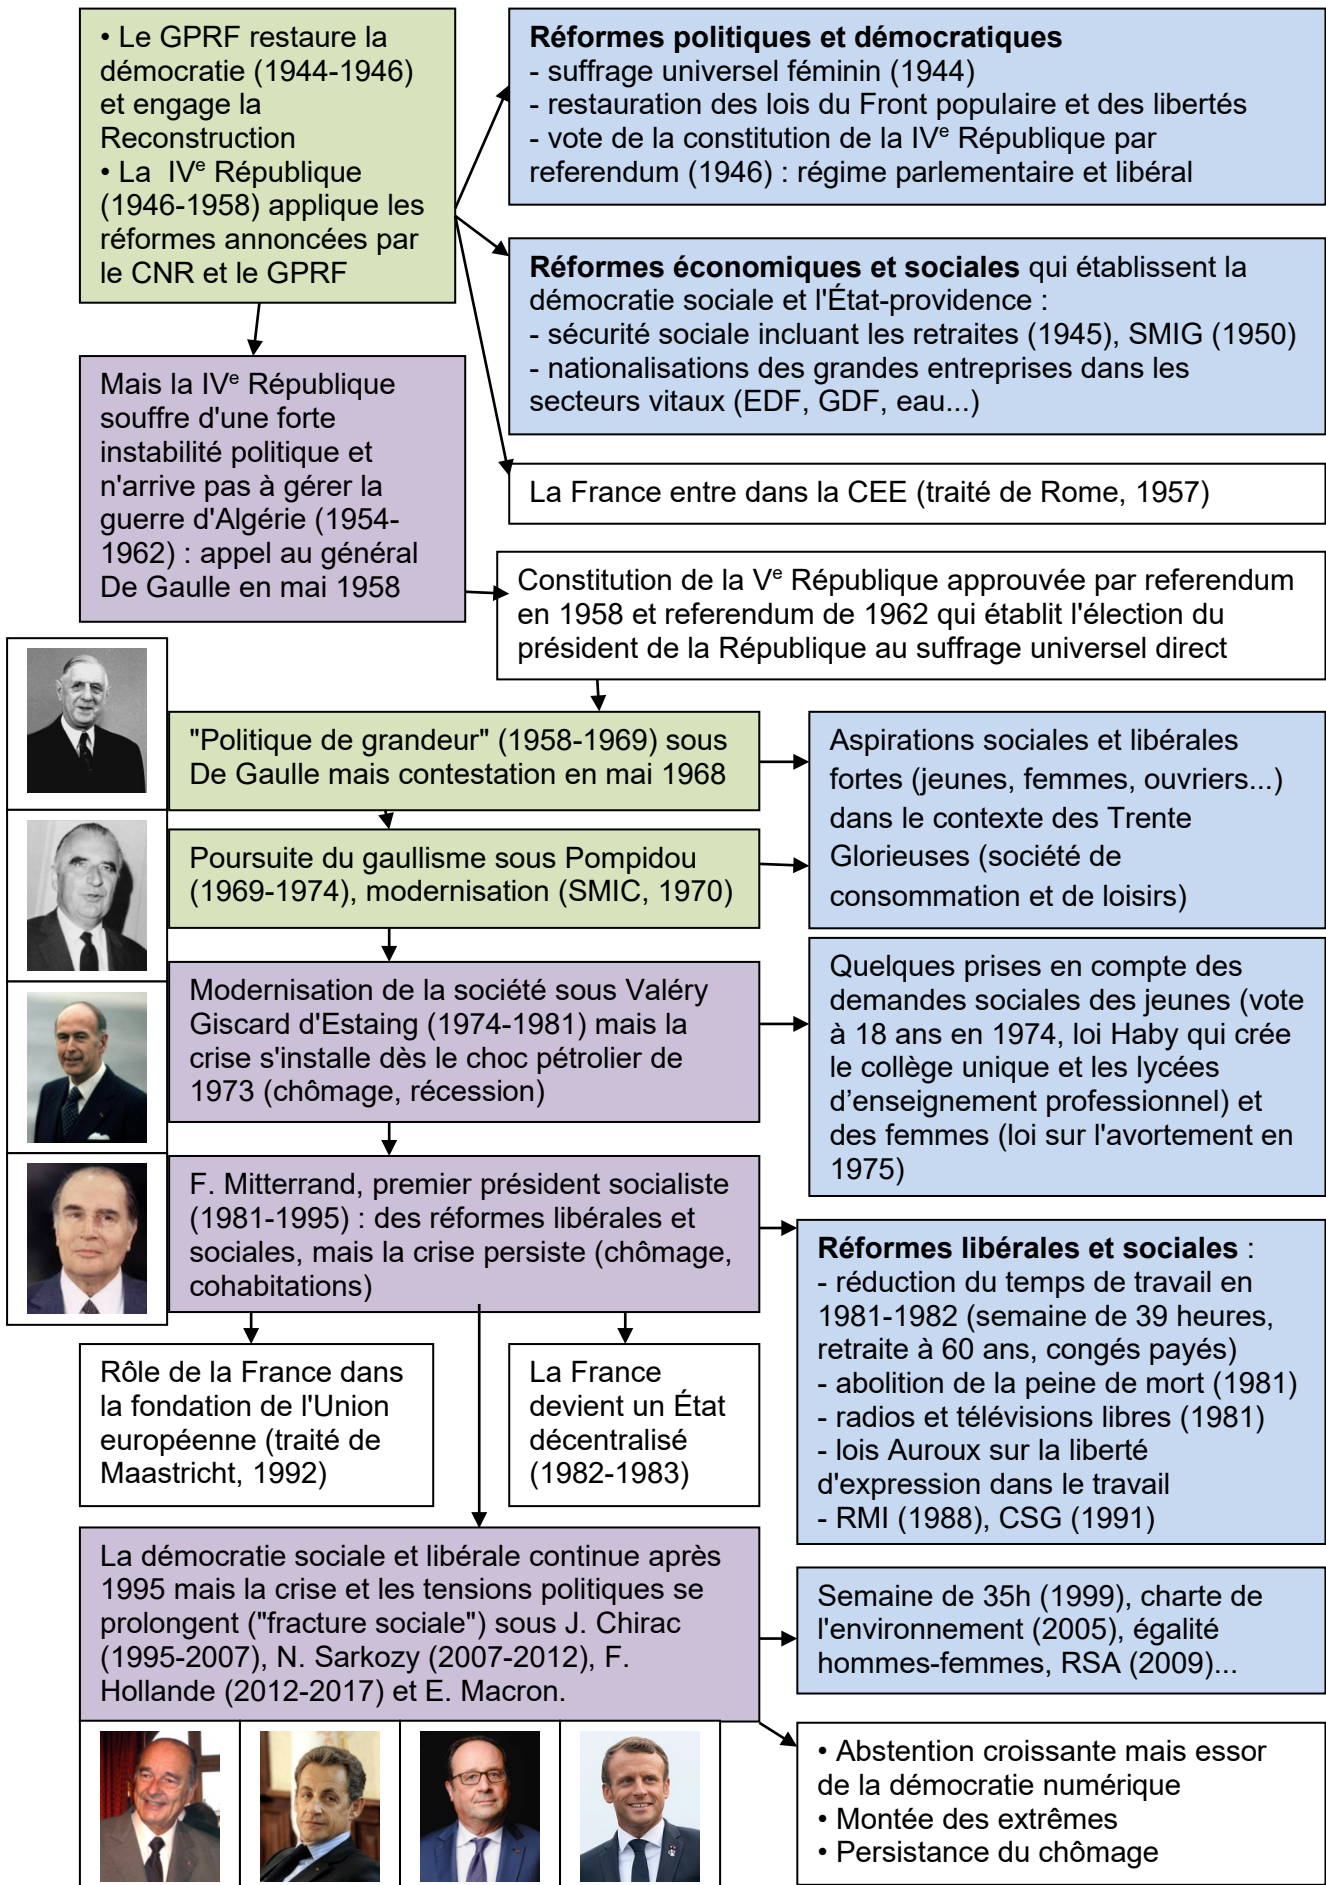 • Le GPRF restaure la
démocratie (1944-1946)
et engage la
Reconstruction
• La IVe République
(1946-1958) applique les
réformes annoncées par
le CNR et le GPRF
Réformes politiques et démocratiques
- suffrage universel féminin (1944)
- restauration des lois du Front populaire et des libertés
- vote de la constitution de la IVe République par
referendum (1946) : régime parlementaire et libéral
Réformes économiques et sociales qui établissent la
démocratie sociale et l'État-providence :
- sécurité sociale incluant les retraites (1945), SMIG (1950)
- nationalisations des grandes entreprises dans les
secteurs vitaux (EDF, GDF, eau...)
Mais la IVe République
souffre d'une forte
instabilité politique et
n'arrive pas à gérer la
guerre d'Algérie (1954-
1962) : appel au général
De Gaulle en mai 1958
La France entre dans la CEE (traité de Rome, 1957)
Constitution de la Ve République approuvée par referendum
en 1958 et referendum de 1962 qui établit l'élection du
président de la République au suffrage universel direct
"Politique de grandeur" (1958-1969) sous
De Gaulle mais contestation en mai 1968
Aspirations sociales et libérales
fortes (jeunes, femmes, ouvriers...)
dans le contexte des Trente
Glorieuses (société de
consommation et de loisirs)
Poursuite du gaullisme sous Pompidou
(1969-1974), modernisation (SMIC, 1970)
Modernisation de la société sous Valéry
Giscard d'Estaing (1974-1981) mais la
crise s'installe dès le choc pétrolier de
1973 (chômage, récession)
Quelques prises en compte des
demandes sociales des jeunes (vote
à 18 ans en 1974, loi Haby qui crée
le collège unique et les lycées
d’enseignement professionnel) et
des femmes (loi sur l'avortement en
1975)
F. Mitterrand, premier président socialiste
(1981-1995) : des réformes libérales et
sociales, mais la crise persiste (chômage,
cohabitations)
Réformes libérales et sociales :
- réduction du temps de travail en
1981-1982 (semaine de 39 heures,
retraite à 60 ans, congés payés)
- abolition de la peine de mort (1981)
- radios et télévisions libres (1981)
- lois Auroux sur la liberté
d'expression dans le travail
- RMI (1988), CSG (1991)
Rôle de la France dans
la fondation de l'Union
européenne (traité de
Maastricht, 1992)
La France
devient un État
décentralisé
(1982-1983)
La démocratie sociale et libérale continue après
1995 mais la crise et les tensions politiques se
prolongent ("fracture sociale") sous J. Chirac
(1995-2007), N. Sarkozy (2007-2012), F.
Hollande (2012-2017) et E. Macron.
Semaine de 35h (1999), charte de
l'environnement (2005), égalité
hommes-femmes, RSA (2009)...
• Abstention croissante mais essor
de la démocratie numérique
• Montée des extrêmes
• Persistance du chômage